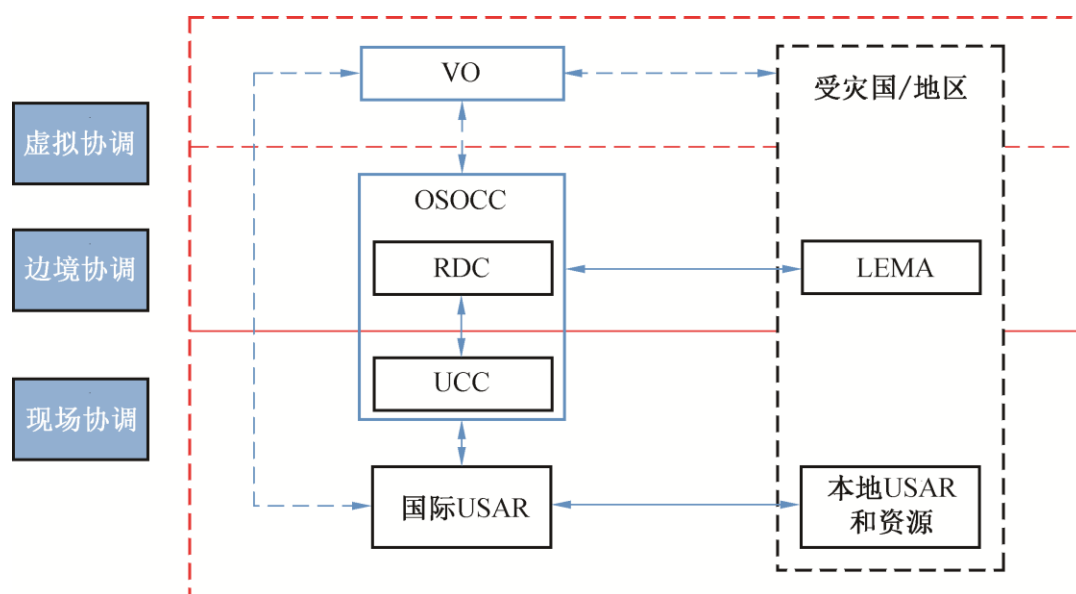 VO
受灾国/地区
虚拟协调
OSOCC
边境协调
RDC
LEMA
UCC
现场协调
国际USAR
本地USAR
和资源